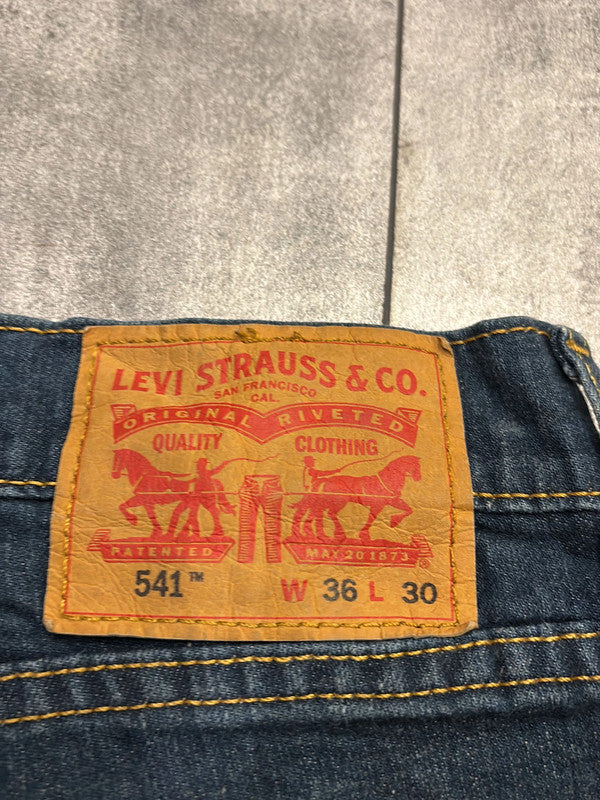 LEVI STRAUSS & CO.
SAN FRANCISCO
CAL.
ORIGINAL RIVETED
QUALITY CLOTHING
PATENTED MAY 20 1873 ®
541™ W 36 L 30